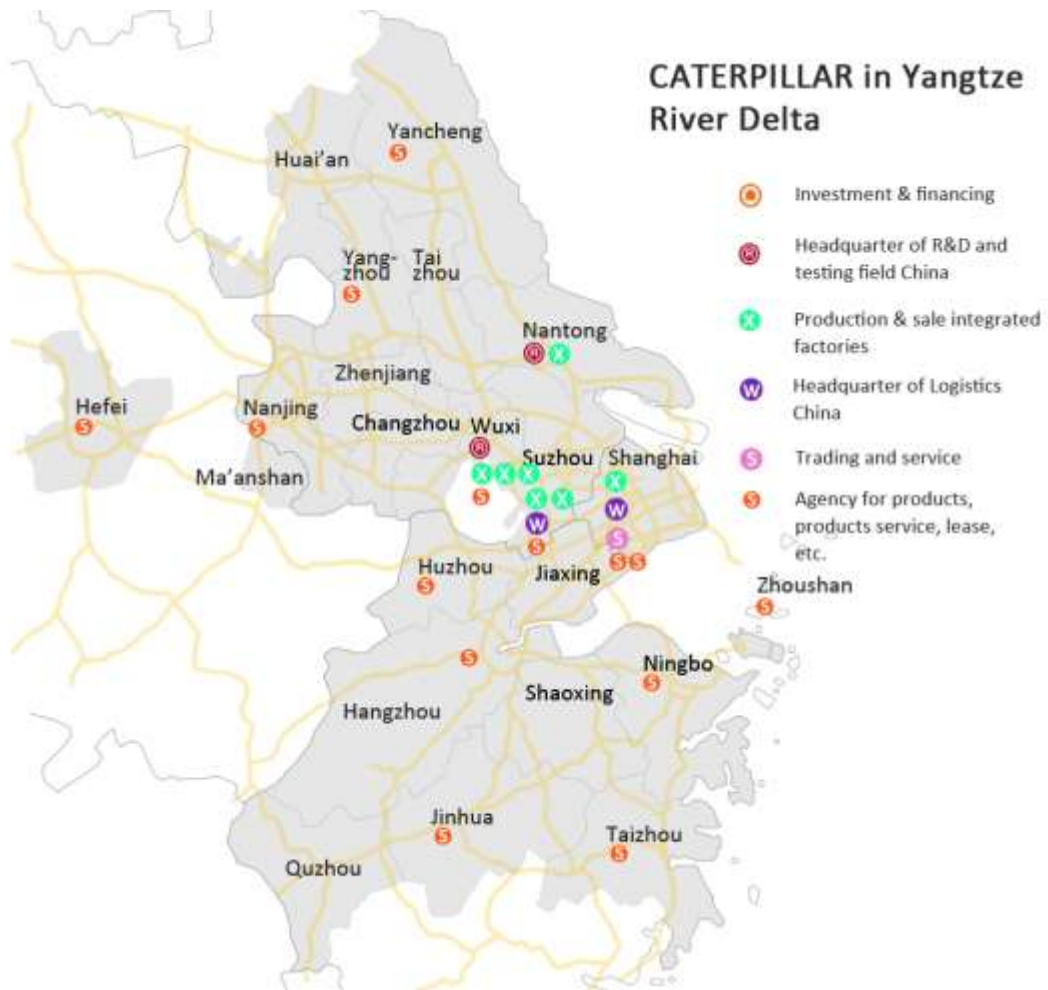 CATERPILLAR in Yangtze
River Delta
Investment & financing
R Headquarter of R&D and
testing field China
X Production & sale integrated
factories
W Headquarter of Logistics
China
S Trading and service
S Agency for products,
products service, lease,
etc.
Yancheng
S
Huai'an
Yang-
zhou
S
Tai
zhou
Nantong
R X
Zhenjiang
Hefei
S
Nanjing
S
Changzhou
Wuxi
R
X X X
S
Suzhou
X X
W
S
Shanghai
X
W
S
S S
Ma'anshan
Huzhou
S
Jiaxing
Zhoushan
S
S
Hangzhou
Shaoxing
Ningbo
S
Jinhua
S
Taizhou
S
Quzhou